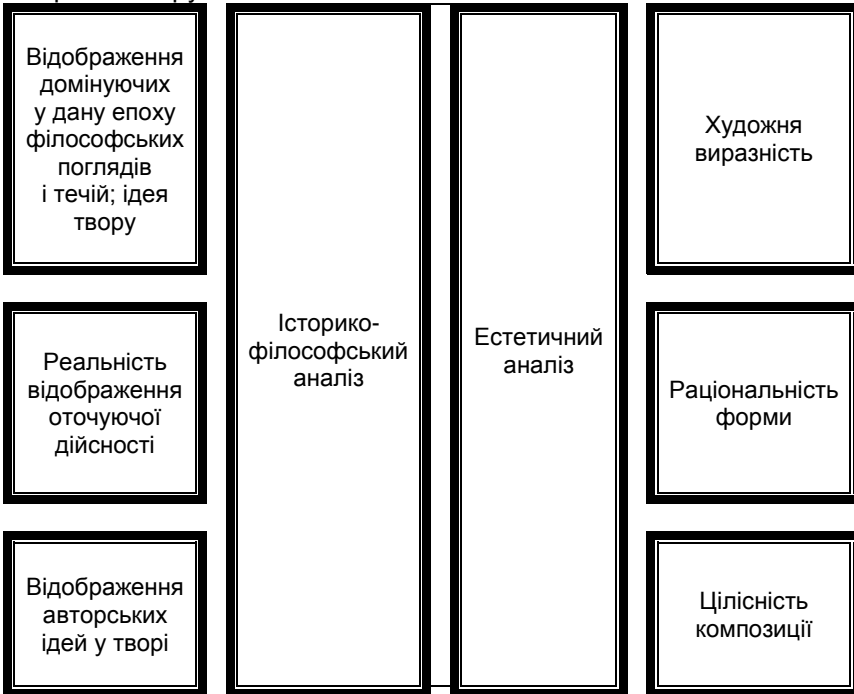 Відображення
домінуючих
у дану епоху
філософських
поглядів
і течій; ідея
твору
Реальність
відображення
оточуючої
дійсності
Відображення
авторських
ідей у творі
Історико-
філософський
аналіз
Естетичний
аналіз
Художня
виразність
Раціональність
форми
Цілісність
композиції